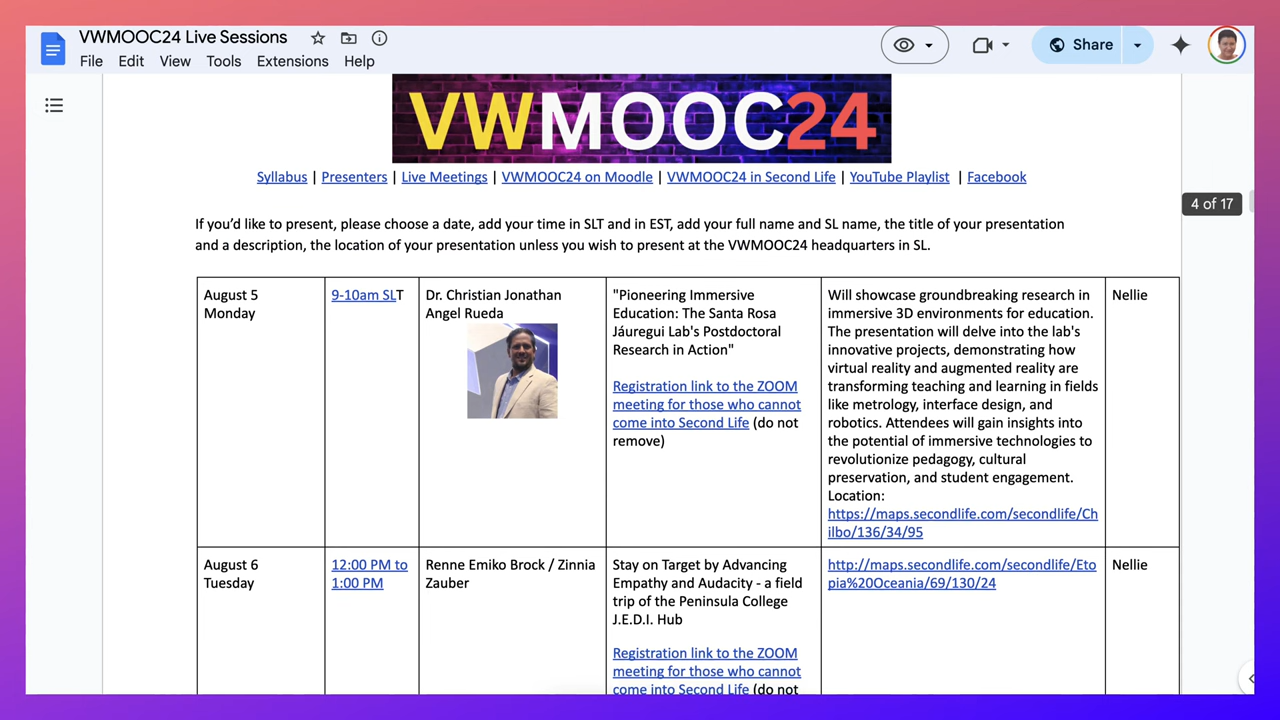 VWMOOC24 Live Sessions
File Edit View Tools Extensions Help
Share
VWMOOC24
Syllabus | Presenters | Live Meetings | VWMOOC24 on Moodle | VWMOOC24 in Second Life | YouTube Playlist | Facebook
4 of 17
If you'd like to present, please choose a date, add your time in SLT and in EST, add your full name and SL name, the title of your presentation
and a description, the location of your presentation unless you wish to present at the VWMOOC24 headquarters in SL.
August 5
Monday
9-10am SLT
Dr. Christian Jonathan
Angel Rueda
"Pioneering Immersive
Education: The Santa Rosa
Jáuregui Lab's Postdoctoral
Research in Action"
Registration link to the ZOOM
meeting for those who cannot
come into Second Life (do not
remove)
Will showcase groundbreaking research in
immersive 3D environments for education.
The presentation will delve into the lab's
innovative projects, demonstrating how
virtual reality and augmented reality are
transforming teaching and learning in fields
like metrology, interface design, and
robotics. Attendees will gain insights into
the potential of immersive technologies to
revolutionize pedagogy, cultural
preservation, and student engagement.
Location:
https://maps.secondlife.com/secondlife/Ch
ilbo/136/34/95
Nellie
August 6
Tuesday
12:00 PM to
1:00 PM
Renne Emiko Brock / Zinnia
Zauber
Stay on Target by Advancing
Empathy and Audacity - a field
trip of the Peninsula College
J.E.D.I. Hub
Registration link to the ZOOM
meeting for those who cannot
come into Second Life (do not
http://maps.secondlife.com/secondlife/Eto
pia%20Oceania/69/130/24
Nellie